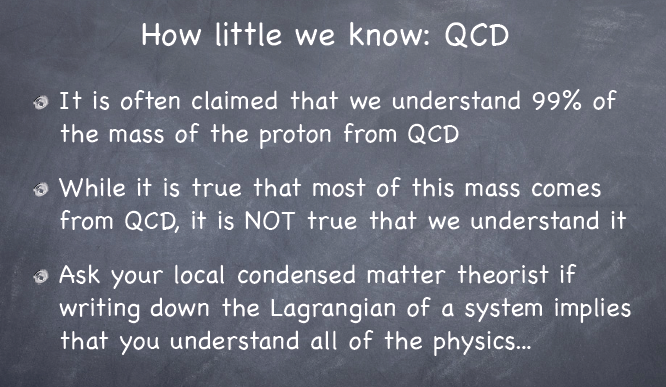 How little we know: QCD
It is often claimed that we understand 99% of
the mass of the proton from QCD
While it is true that most of this mass comes
from QCD, it is NOT true that we understand it
Ask your local condensed matter theorist if
writing down the Lagrangian of a system implies
that you understand all of the physics...